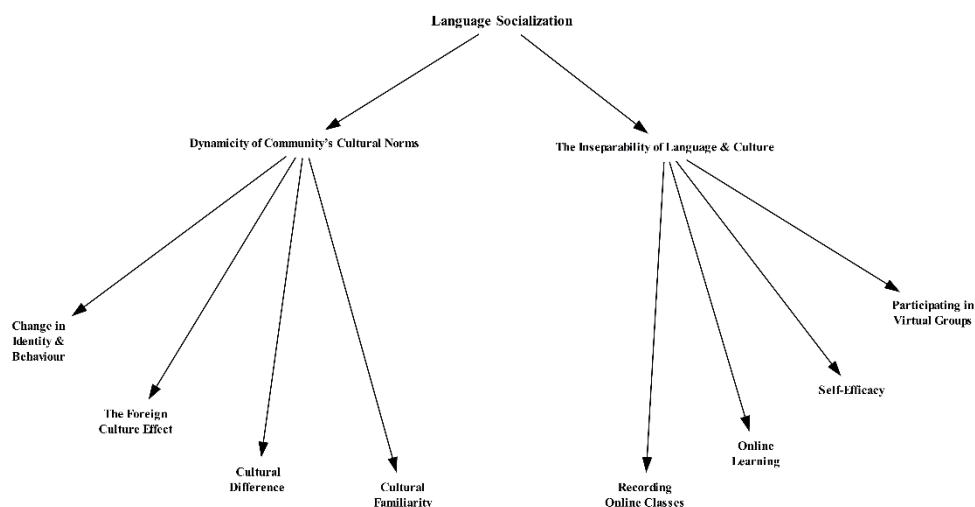 Language Socialization
Dynamicity of Community's Cultural Norms
The Inseparability of Language & Culture
Change in
Identity &
Behaviour
The Foreign
Culture Effect
Cultural
Difference
Cultural
Familiarity
Recording
Online Classes
Online
Learning
Self-Efficacy
Participating in
Virtual Groups